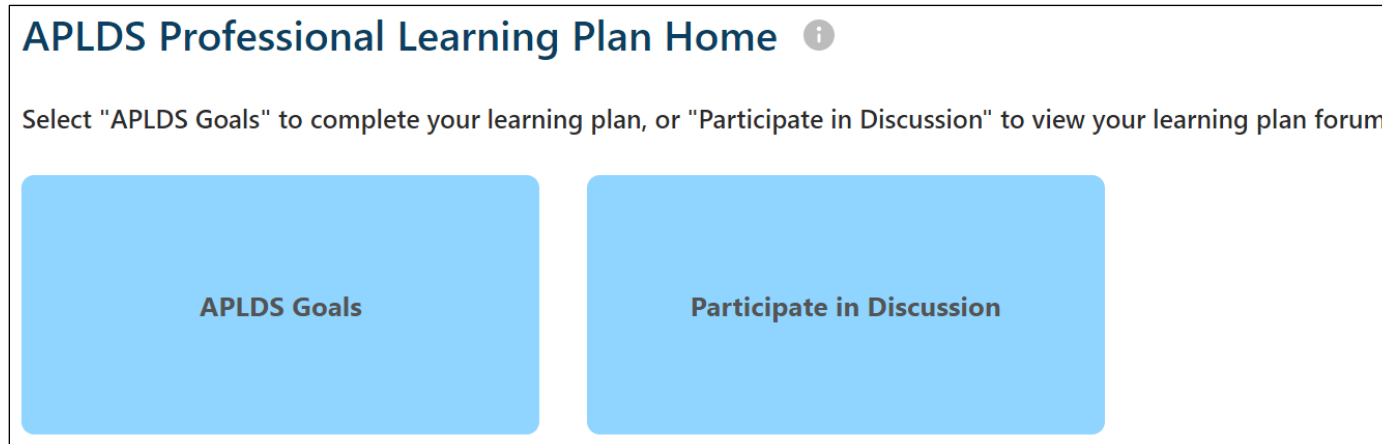 APLDS Professional Learning Plan Home
Select "APLDS Goals" to complete your learning plan, or "Participate in Discussion" to view your learning plan forum
APLDS Goals
Participate in Discussion